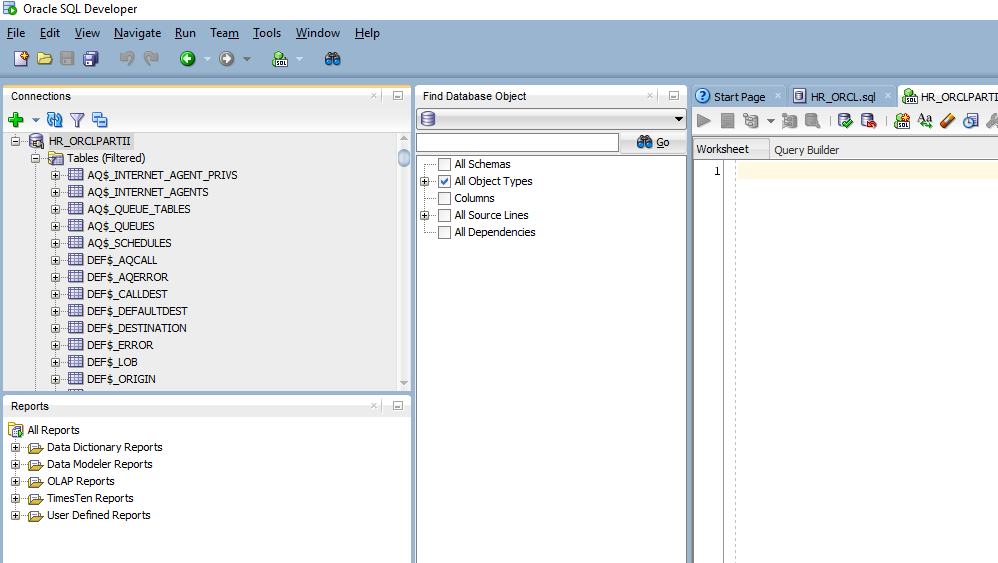 Oracle SQL Developer
File Edit View Navigate Run Team Tools Window Help
Connections
HR_ORCLPARTII
Tables (Filtered)
AQ$_INTERNET_AGENT_PRIVS
AQ$_INTERNET_AGENTS
AQ$_QUEUE_TABLES
AQ$_QUEUES
AQ$_SCHEDULES
DEF$_AQCALL
DEF$_AQERROR
DEF$_CALLDEST
DEF$_DEFAULTDEST
DEF$_DESTINATION
DEF$_ERROR
DEF$_LOB
DEF$_ORIGIN
Reports
All Reports
Data Dictionary Reports
Data Modeler Reports
OLAP Reports
TimesTen Reports
User Defined Reports
Find Database Object
Go
All Schemas
All Object Types
Columns
All Source Lines
All Dependencies
Start Page HR_ORCL.sql HR_ORCLPARTII
Worksheet Query Builder
1